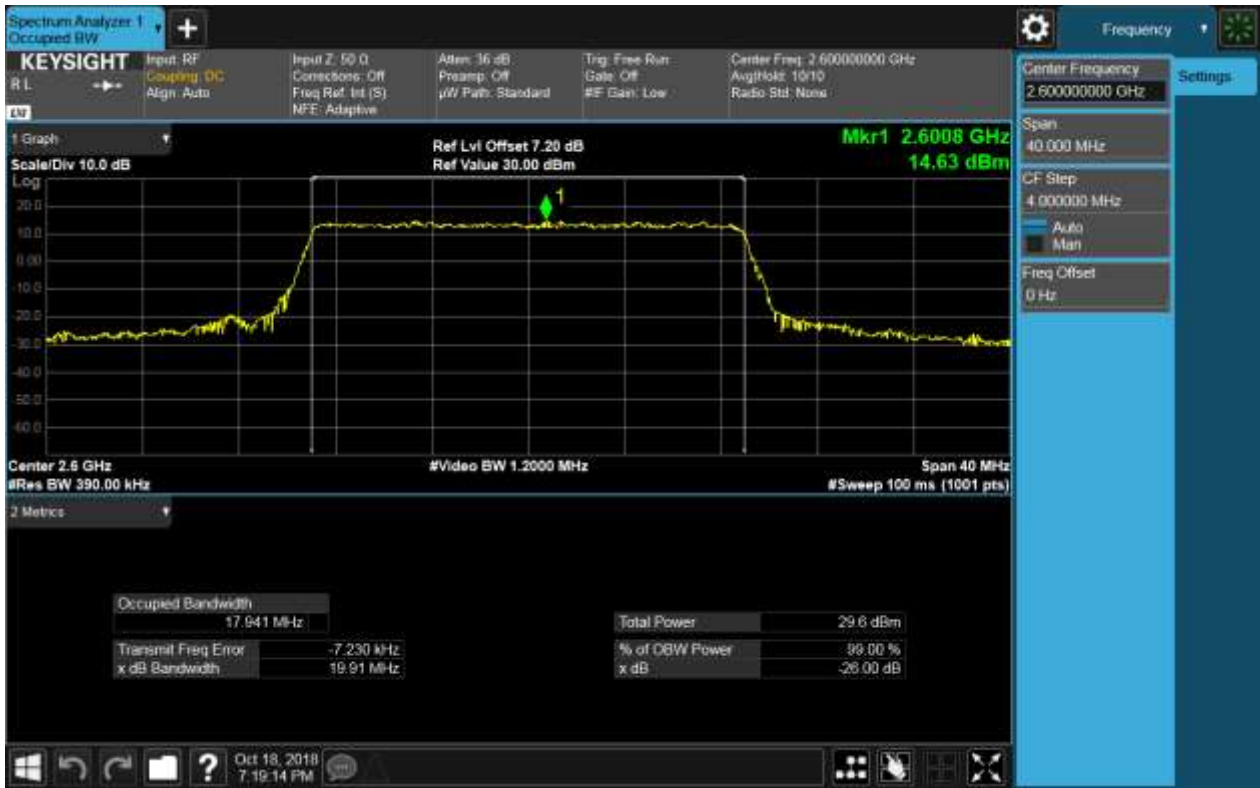 Spectrum Analyzer 1
Occupied BW
Frequency
KEYSIGHT
R L
Input: RF
Coupling: DC
Align: Auto
Input Z: 50 Ω
Corrections: Off
Freq Ref: Int (S)
NFE: Adaptive
Atten: 36 dB
Preamp: Off
µW Path: Standard
Trig: Free Run
Gate: Off
#IF Gain: Low
Center Freq: 2.600000000 GHz
Avg|Hold: 10/10
Radio Std: None
Center Frequency
2.600000000 GHz
Settings
Span
40.000 MHz
CF Step
4.000000 MHz
Auto
Man
Freq Offset
0 Hz
1 Graph
Scale/Div 10.0 dB
Ref Lvl Offset 7.20 dB
Ref Value 30.00 dBm
Mkr1 2.6008 GHz
14.63 dBm
Log
20.0
10.0
0.00
-10.0
-20.0
-30.0
-40.0
-50.0
-60.0
1
Center 2.6 GHz
#Video BW 1.2000 MHz
Span 40 MHz
#Res BW 390.00 kHz
#Sweep 100 ms (1001 pts)
2 Metrics
Occupied Bandwidth
17.941 MHz
Total Power 29.6 dBm
Transmit Freq Error -7.230 kHz
% of OBW Power 99.00 %
x dB Bandwidth 19.91 MHz
x dB -26.00 dB
?
Oct 18, 2018
7:19:14 PM